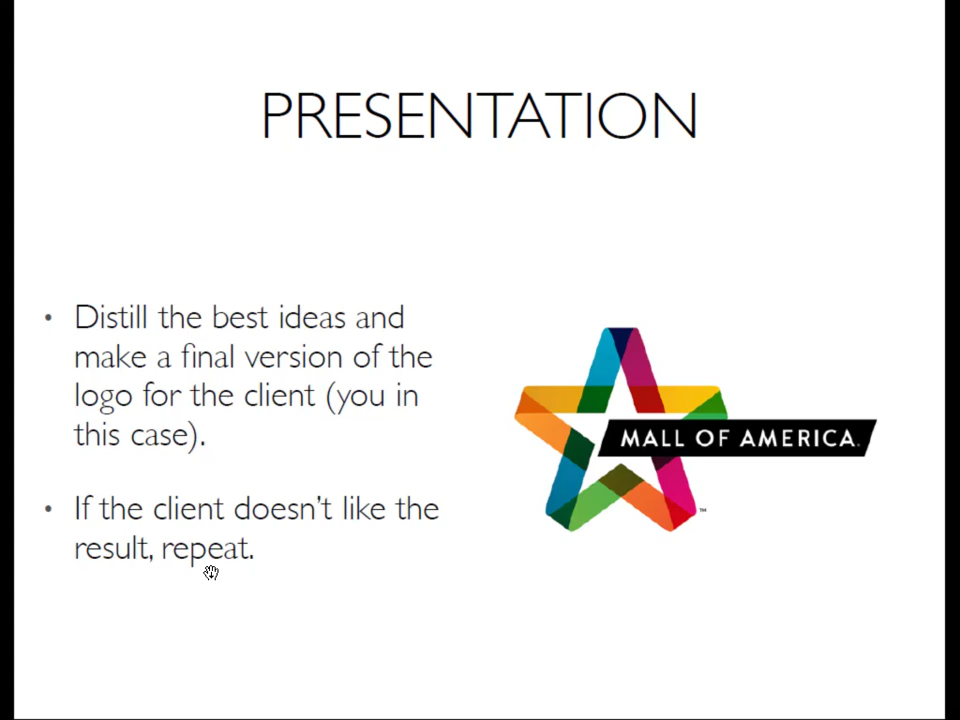 PRESENTATION
• Distill the best ideas and
make a final version of the
logo for the client (you in
this case).
• If the client doesn't like the
result, repeat.
MALL OF AMERICA.
™